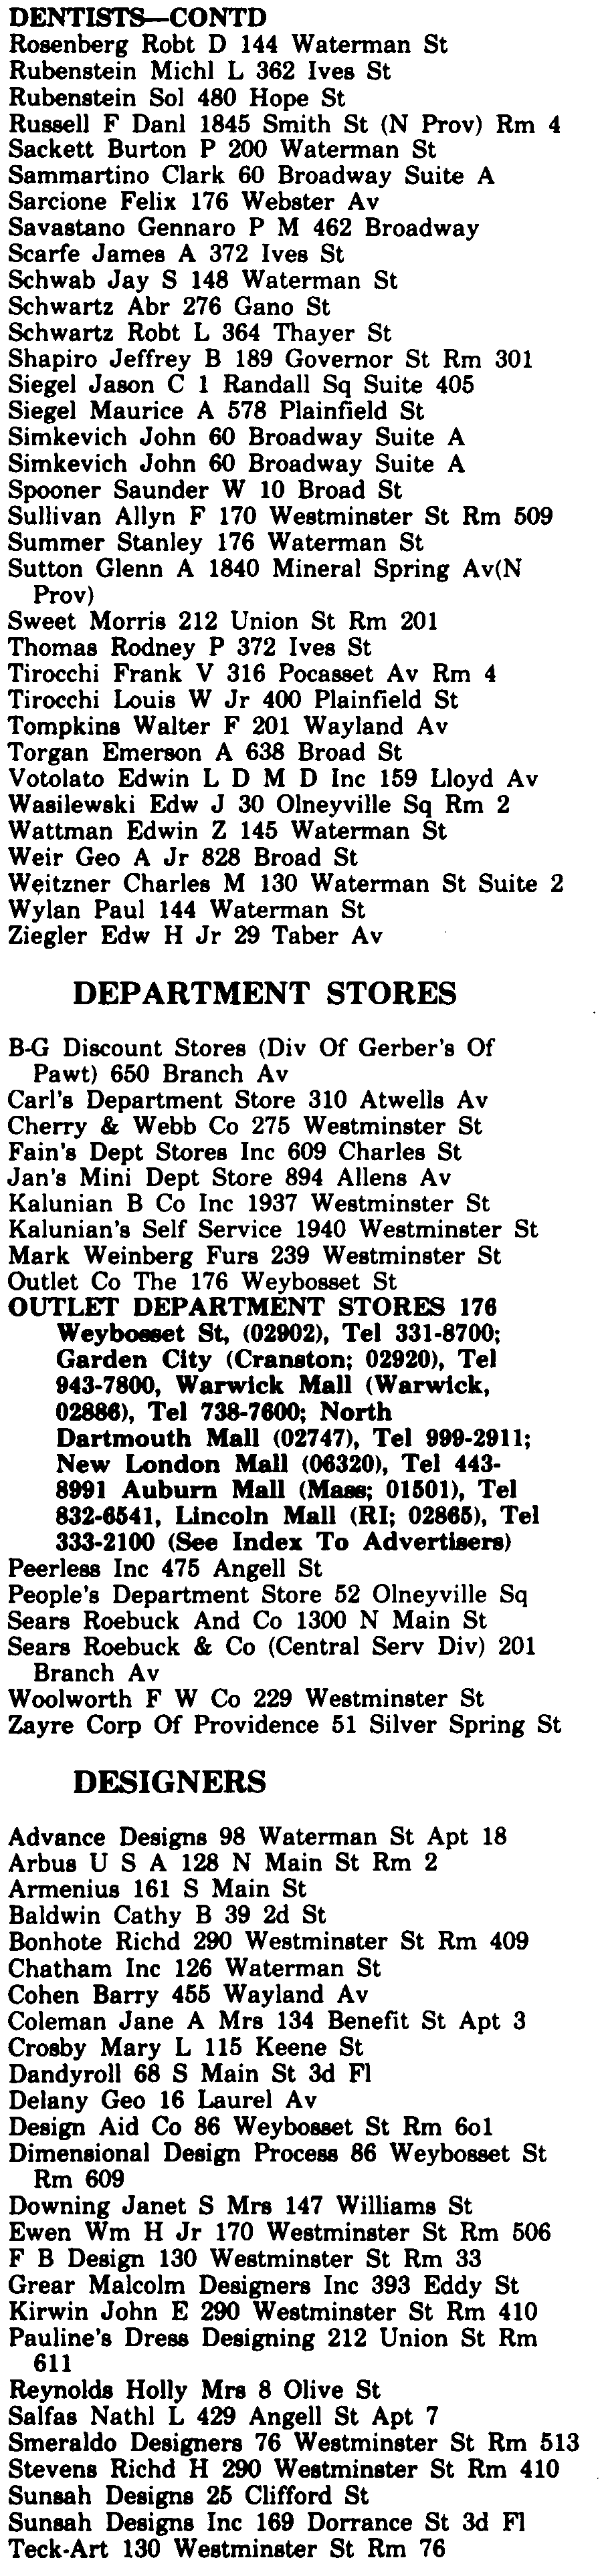 DENTISTS—CONTD
Rosenberg Robt D 144 Waterman St
Rubenstein Michl L 362 Ives St
Rubenstein Sol 480 Hope St
Russell F Danl 1845 Smith St (N Prov) Rm 4
Sackett Burton P 200 Waterman St
Sammartino Clark 60 Broadway Suite A
Sarcione Felix 176 Webster Av
Savastano Gennaro P M 462 Broadway
Scarfe James A 372 Ives St
Schwab Jay S 148 Waterman St
Schwartz Abr 276 Gano St
Schwartz Robt L 364 Thayer St
Shapiro Jeffrey B 189 Governor St Rm 301
Siegel Jason C 1 Randall Sq Suite 405
Siegel Maurice A 578 Plainfield St
Simkevich John 60 Broadway Suite A
Simkevich John 60 Broadway Suite A
Spooner Saunder W 10 Broad St
Sullivan Allyn F 170 Westminster St Rm 509
Summer Stanley 176 Waterman St
Sutton Glenn A 1840 Mineral Spring Av(N
Prov)
Sweet Morris 212 Union St Rm 201
Thomas Rodney P 372 Ives St
Tirocchi Frank V 316 Pocasset Av Rm 4
Tirocchi Louis W Jr 400 Plainfield St
Tompkins Walter F 201 Wayland Av
Torgan Emerson A 638 Broad St
Votolato Edwin L D M D Inc 159 Lloyd Av
Wasilewski Edw J 30 Olneyville Sq Rm 2
Wattman Edwin Z 145 Waterman St
Weir Geo A Jr 828 Broad St
Weitzner Charles M 130 Waterman St Suite 2
Wylan Paul 144 Waterman St
Ziegler Edw H Jr 29 Taber Av
DEPARTMENT STORES
B-G Discount Stores (Div Of Gerber's Of
Pawt) 650 Branch Av
Carl's Department Store 310 Atwells Av
Cherry & Webb Co 275 Westminster St
Fain's Dept Stores Inc 609 Charles St
Jan's Mini Dept Store 894 Allens Av
Kalunian B Co Inc 1937 Westminster St
Kalunian's Self Service 1940 Westminster St
Mark Weinberg Furs 239 Westminster St
Outlet Co The 176 Weybosset St
OUTLET DEPARTMENT STORES 176
Weybosset St, (02902), Tel 331-8700;
Garden City (Cranston; 02920), Tel
943-7800, Warwick Mall (Warwick,
02886), Tel 738-7600; North
Dartmouth Mall (02747), Tel 999-2911;
New London Mall (06320), Tel 443-
8991 Auburn Mall (Mass; 01501), Tel
832-6541, Lincoln Mall (RI; 02865), Tel
333-2100 (See Index To Advertisers)
Peerless Inc 475 Angell St
People's Department Store 52 Olneyville Sq
Sears Roebuck And Co 1300 N Main St
Sears Roebuck & Co (Central Serv Div) 201
Branch Av
Woolworth F W Co 229 Westminster St
Zayre Corp Of Providence 51 Silver Spring St
DESIGNERS
Advance Designs 98 Waterman St Apt 18
Arbus U S A 128 N Main St Rm 2
Armenius 161 S Main St
Baldwin Cathy B 39 2d St
Bonhote Richd 290 Westminster St Rm 409
Chatham Inc 126 Waterman St
Cohen Barry 455 Wayland Av
Coleman Jane A Mrs 134 Benefit St Apt 3
Crosby Mary L 115 Keene St
Dandyroll 68 S Main St 3d Fl
Delany Geo 16 Laurel Av
Design Aid Co 86 Weybosset St Rm 6o1
Dimensional Design Process 86 Weybosset St
Rm 609
Downing Janet S Mrs 147 Williams St
Ewen Wm H Jr 170 Westminster St Rm 506
F B Design 130 Westminster St Rm 33
Grear Malcolm Designers Inc 393 Eddy St
Kirwin John E 290 Westminster St Rm 410
Pauline's Dress Designing 212 Union St Rm
611
Reynolds Holly Mrs 8 Olive St
Salfas Nathl L 429 Angell St Apt 7
Smeraldo Designers 76 Westminster St Rm 513
Stevens Richd H 290 Westminster St Rm 410
Sunsah Designs 25 Clifford St
Sunsah Designs Inc 169 Dorrance St 3d Fl
Teck-Art 130 Westminster St Rm 76